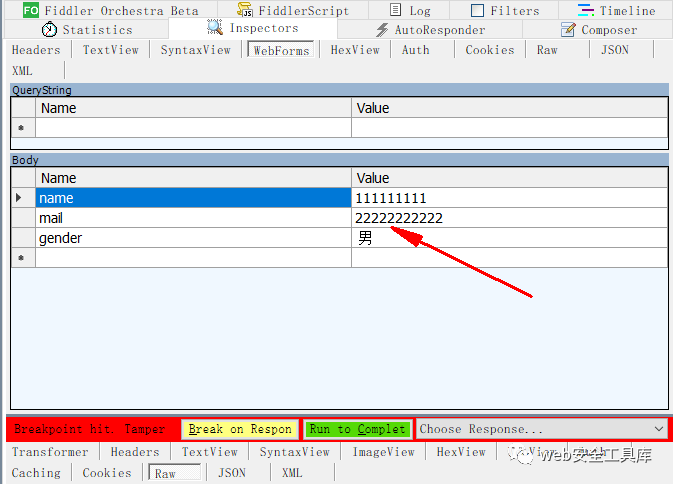 FO Fiddler Orchestra Beta FiddlerScript Log Filters Timeline
Statistics Inspectors AutoResponder Composer
Headers TextView SyntaxView WebForms HexView Auth Cookies Raw JSON
XML
QueryString
Name Value
Body
Name Value
name 111111111
mail 22222222222
gender 男
Breakpoint hit. Tamper Break on Respon Run to Complet Choose Response...
Transformer Headers TextView SyntaxView ImageView HexView
web安全工具库
Caching Cookies Raw JSON XML